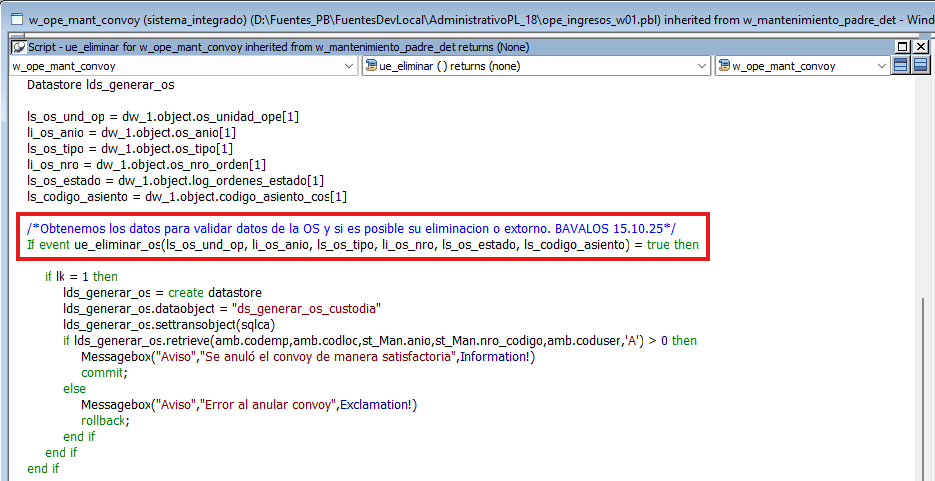 w_ope_mant_convoy (sistema_integrado) (D:\Fuentes_PB\FuentesDevLocal\AdministrativoPL_18\ope_ingresos_w01.pbl) inherited from w_mantenimiento_padre_det - Wind
Script - ue_eliminar for w_ope_mant_convoy inherited from w_mantenimiento_padre_det returns (None)
w_ope_mant_convoy ue_eliminar ( ) returns (none) w_ope_mant_convoy
Datastore lds_generar_os
ls_os_und_op = dw_1.object.os_unidad_ope[1]
li_os_anio = dw_1.object.os_anio[1]
ls_os_tipo = dw_1.object.os_tipo[1]
li_os_nro = dw_1.object.os_nro_orden[1]
ls_os_estado = dw_1.object.log_ordenes_estado[1]
ls_codigo_asiento = dw_1.object.codigo_asiento_cos[1]
/*Obtenemos los datos para validar datos de la OS y si es posible su eliminacion o extorno. BAVALOS 15.10.25*/
If event ue_eliminar_os(ls_os_und_op, li_os_anio, ls_os_tipo, li_os_nro, ls_os_estado, ls_codigo_asiento) = true then
if lk = 1 then
lds_generar_os = create datastore
lds_generar_os.dataobject = "ds_generar_os_custodia"
lds_generar_os.settransobject(sqlca)
if lds_generar_os.retrieve(amb.codemp,amb.codloc,st_Man.anio,st_Man.nro_codigo,amb.coduser,'A') > 0 then
Messagebox("Aviso","Se anuló el convoy de manera satisfactoria",Information!)
commit;
else
Messagebox("Aviso","Error al anular convoy",Exclamation!)
rollback;
end if
end if
end if